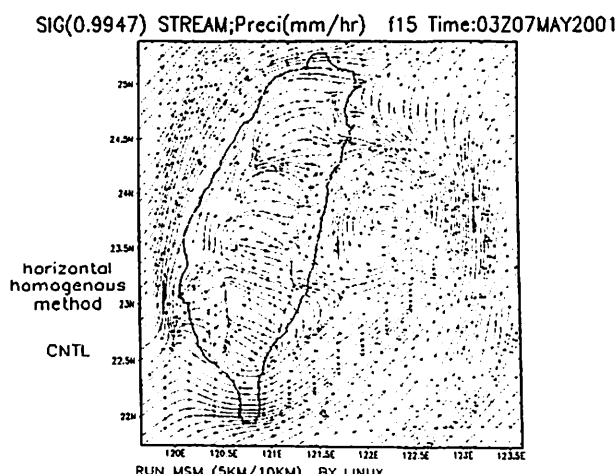 SIG(0.9947) STREAM;Preci(mm/hr) f15 Time:03Z07MAY2001
25N
24.5N
24N
23.5N
horizontal
homogenous
method
23N
CNTL
22.5N
22N
120E 120.5E 121E 121.5E 122E 122.5E 123E 123.5E
RUN MSM (5KM/10KM) BY LINUX